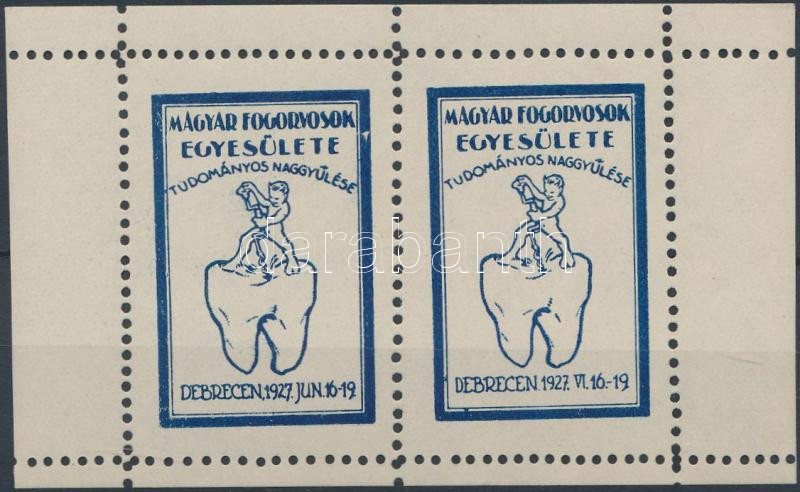 MAGYAR FOGORVOSOK
EGYESÜLETE
TUDOMÁNYOS NAGGYŰLÉSE
DEBRECEN, 1927. JUN. 16-19.
MAGYAR FOGORVOSOK
EGYESÜLETE
TUDOMÁNYOS NAGGYŰLÉSE
DEBRECEN. 1927. VI. 16.-19.
darabanth